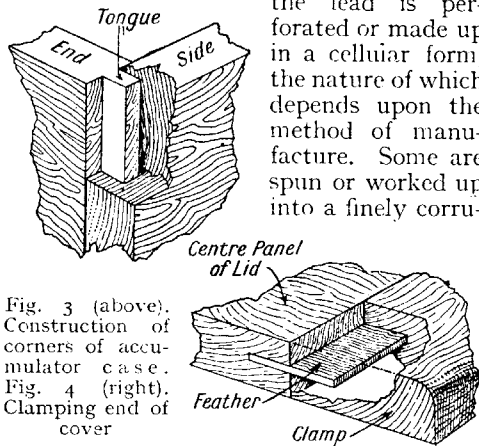 Tongue
End
Side
the lead is per-
forated or made up
in a cellular form
the nature of which
depends upon the
method of manu-
facture. Some are
spun or worked up
into a finely corru-
Centre Panel
of Lid
Fig. 3 (above).
Construction of
corners of accu-
mulator case.
Fig. 4 (right).
Clamping end of
cover
Feather
Clamp